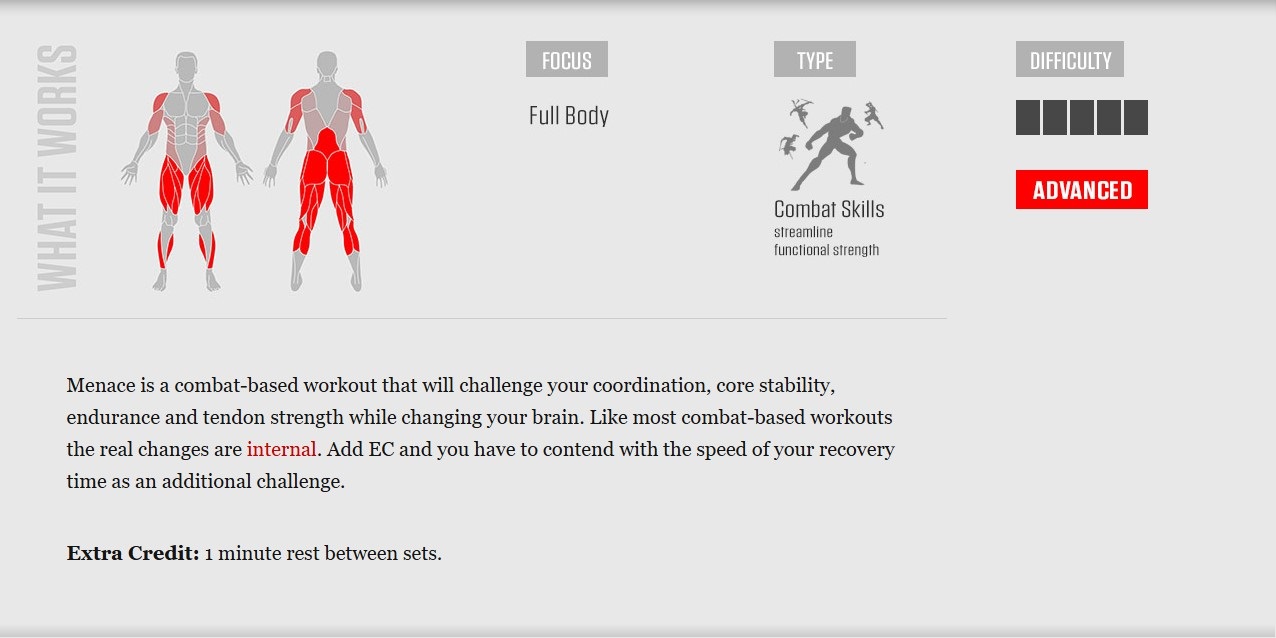 WHAT IT WORKS
FOCUS
Full Body
TYPE
Combat Skills
streamline
functional strength
DIFFICULTY
ADVANCED
Menace is a combat-based workout that will challenge your coordination, core stability,
endurance and tendon strength while changing your brain. Like most combat-based workouts
the real changes are internal. Add EC and you have to contend with the speed of your recovery
time as an additional challenge.
Extra Credit: 1 minute rest between sets.